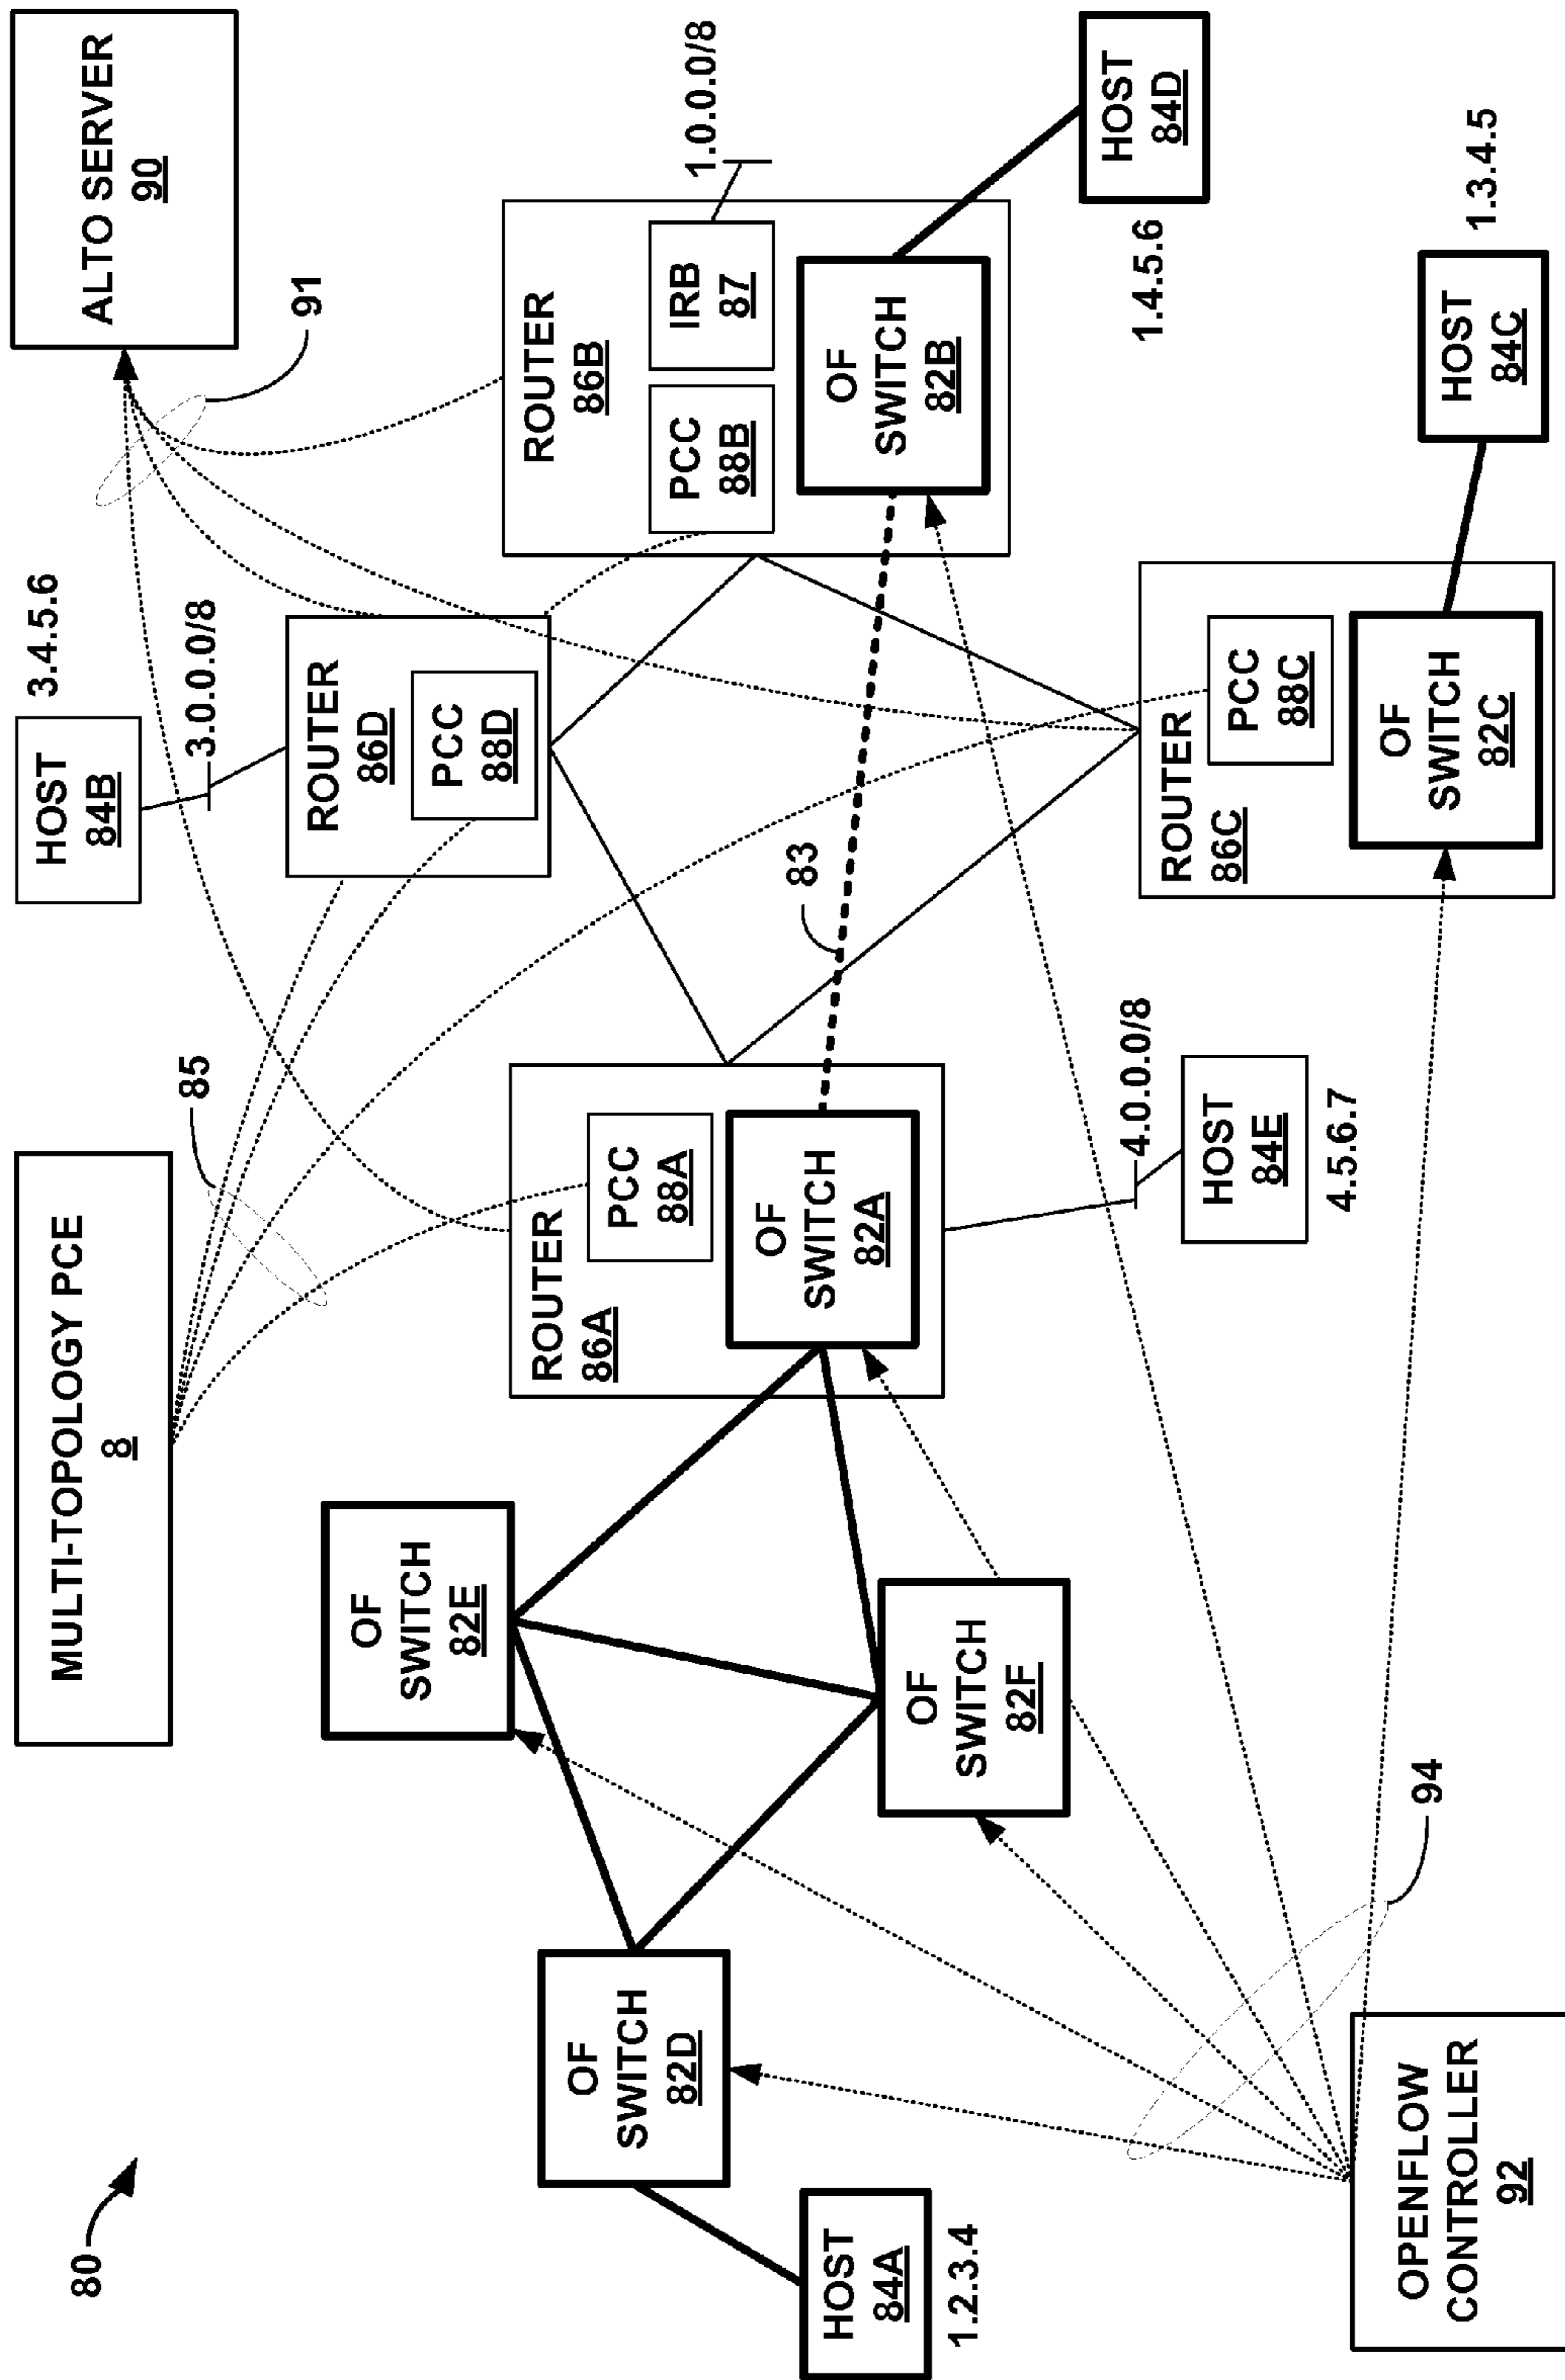 80
MULTI-TOPOLOGY PCE
8
85
HOST
84B
3.4.5.6
3.0.0.0/8
ALTO SERVER
90
91
OF
SWITCH
82E
ROUTER
86D
PCC
88D
OF
SWITCH
82D
ROUTER
86A
PCC
88A
OF
SWITCH
82A
83
ROUTER
86B
PCC
88B
IRB
87
1.0.0.0/8
OF
SWITCH
82B
HOST
84A
1.2.3.4
OF
SWITCH
82F
4.0.0.0/8
HOST
84E
4.5.6.7
HOST
84D
1.4.5.6
94
ROUTER
86C
PCC
88C
OF
SWITCH
82C
HOST
84C
1.3.4.5
OPENFLOW
CONTROLLER
92